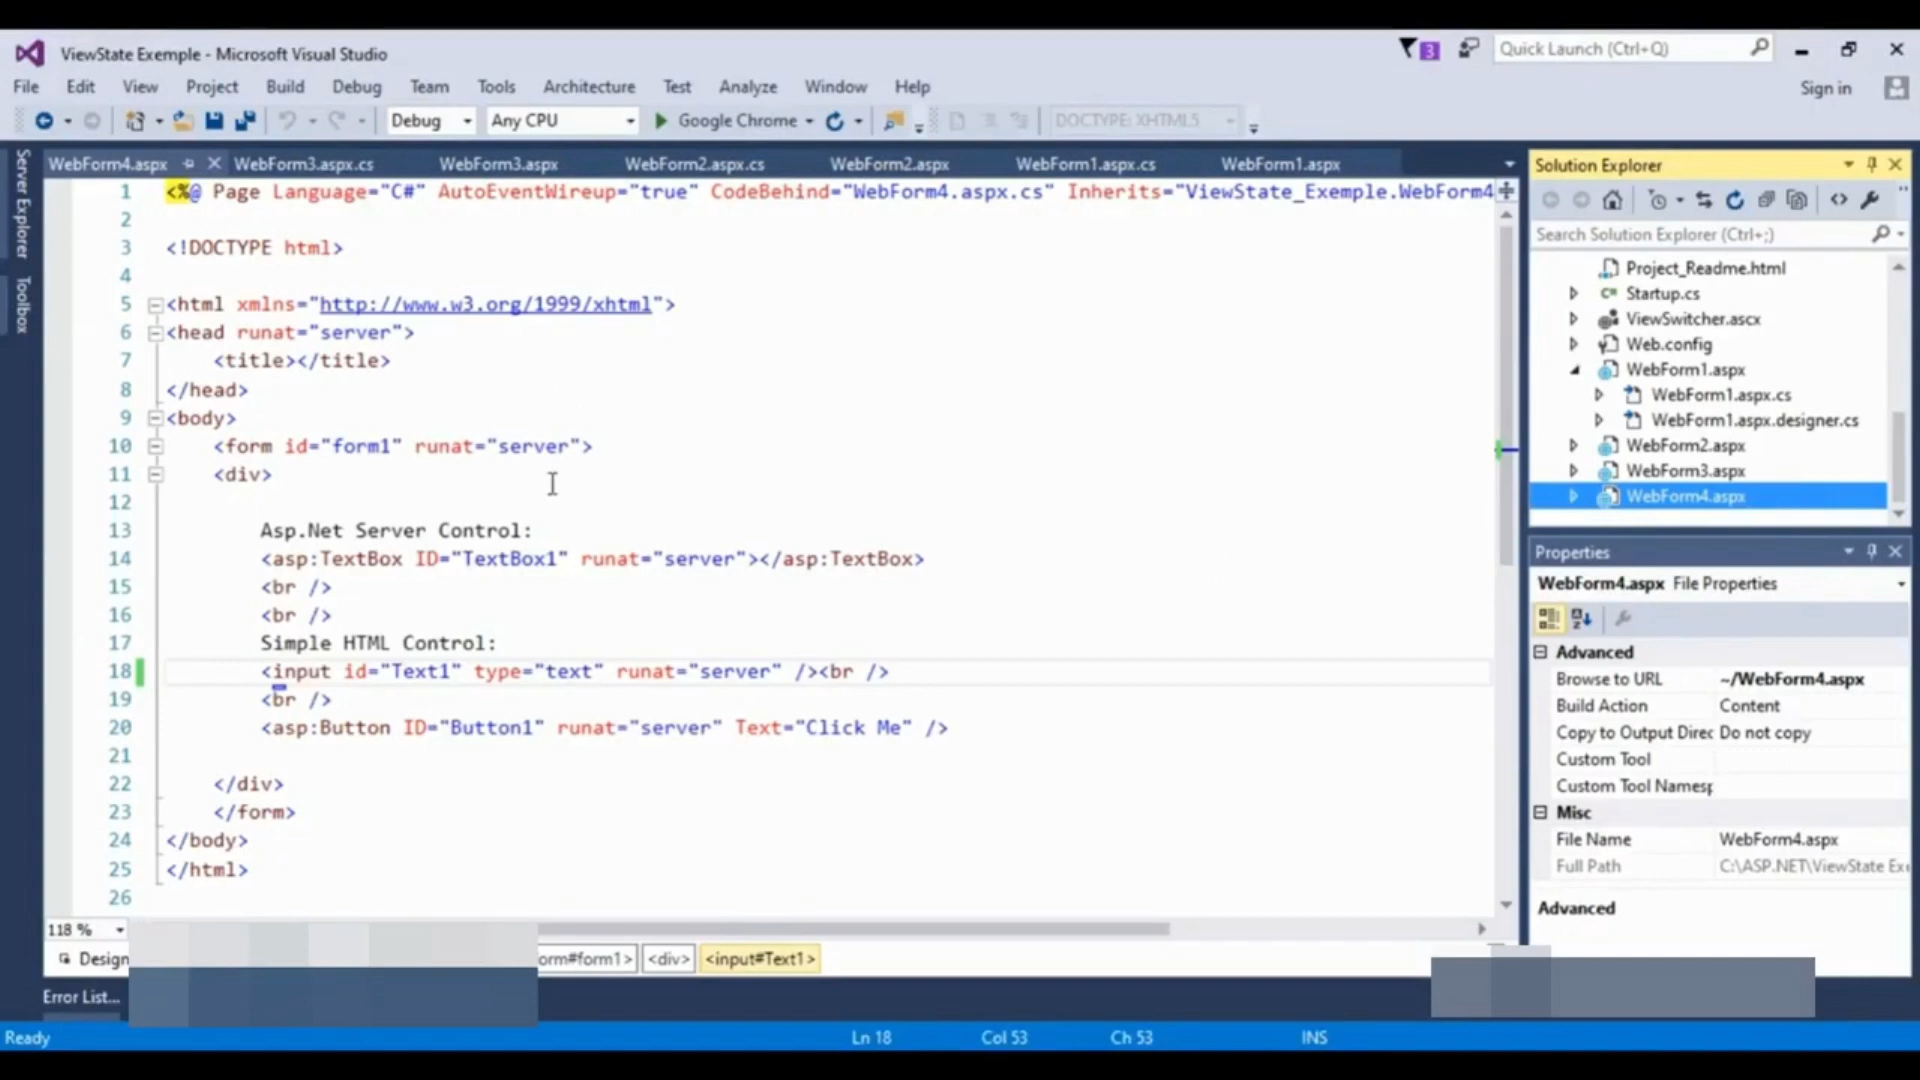 ViewState Exemple - Microsoft Visual Studio
3
Quick Launch (Ctrl+Q)
File Edit View Project Build Debug Team Tools Architecture Test Analyze Window Help
Sign in
Debug Any CPU Google Chrome DOCTYPE: XHTML5
Server Explorer
Toolbox
WebForm4.aspx WebForm3.aspx.cs WebForm3.aspx WebForm2.aspx.cs WebForm2.aspx WebForm1.aspx.cs WebForm1.aspx
1 <%@ Page Language="C#" AutoEventWireup="true" CodeBehind="WebForm4.aspx.cs" Inherits="ViewState_Exemple.WebForm4
2
3 <!DOCTYPE html>
4
5 <html xmlns="http://www.w3.org/1999/xhtml">
6 <head runat="server">
7 <title></title>
8 </head>
9 <body>
10 <form id="form1" runat="server">
11 <div>
12
13 Asp.Net Server Control:
14 <asp:TextBox ID="TextBox1" runat="server"></asp:TextBox>
15 <br />
16 <br />
17 Simple HTML Control:
18 <input id="Text1" type="text" runat="server" /><br />
19 <br />
20 <asp:Button ID="Button1" runat="server" Text="Click Me" />
21
22 </div>
23 </form>
24 </body>
25 </html>
26
118 %
Design
orm#form1> <div> <input#Text1>
Error List...
Ready Ln 18 Col 53 Ch 53 INS
Solution Explorer
Search Solution Explorer (Ctrl+;)
Project_Readme.html
Startup.cs
ViewSwitcher.ascx
Web.config
WebForm1.aspx
WebForm1.aspx.cs
WebForm1.aspx.designer.cs
WebForm2.aspx
WebForm3.aspx
WebForm4.aspx
Properties
WebForm4.aspx File Properties
Advanced
Browse to URL ~/WebForm4.aspx
Build Action Content
Copy to Output Direc Do not copy
Custom Tool
Custom Tool Namesp
Misc
File Name WebForm4.aspx
Full Path C:\ASP.NET\ViewState Exe
Advanced